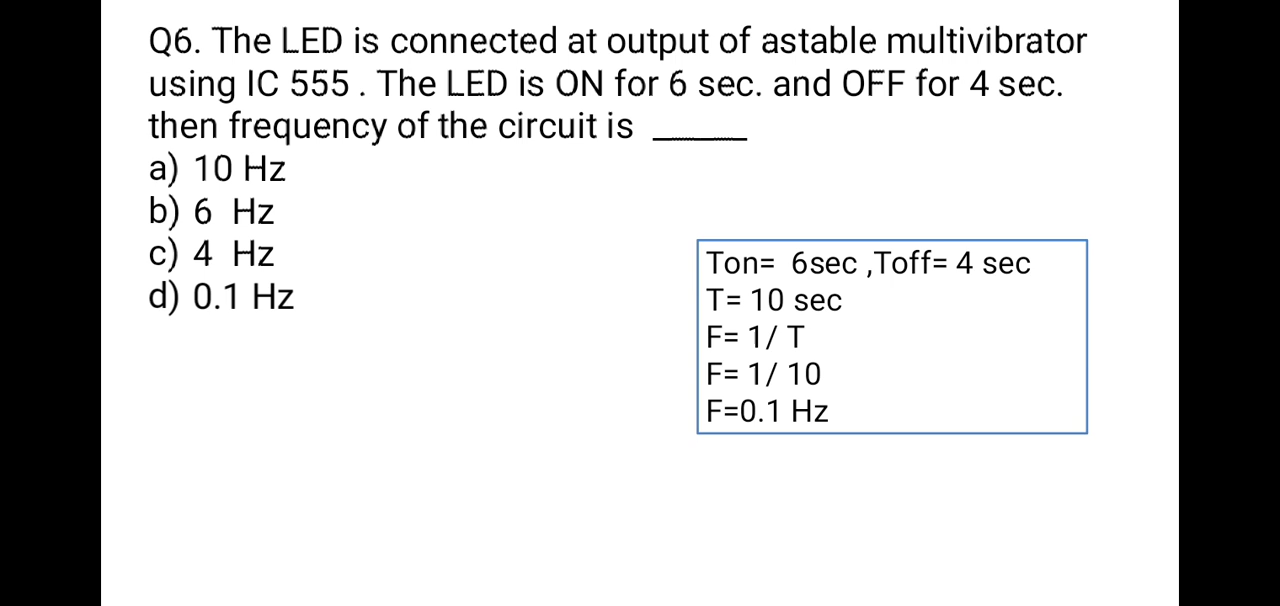 Q6. The LED is connected at output of astable multivibrator
using IC 555 . The LED is ON for 6 sec. and OFF for 4 sec.
then frequency of the circuit is ______
a) 10 Hz
b) 6 Hz
c) 4 Hz
d) 0.1 Hz
Ton= 6sec ,Toff= 4 sec
T= 10 sec
F= 1/ T
F= 1/ 10
F=0.1 Hz